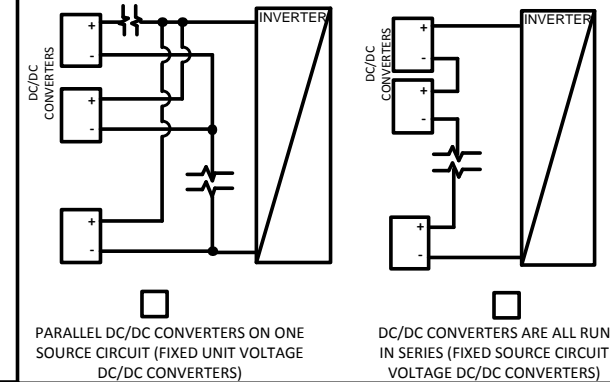 INVERTER
DC/DC
CONVERTERS
+
-
+
-
+
-
PARALLEL DC/DC CONVERTERS ON ONE
SOURCE CIRCUIT (FIXED UNIT VOLTAGE
DC/DC CONVERTERS)
INVERTER
DC/DC
CONVERTERS
+
-
+
-
+
-
DC/DC CONVERTERS ARE ALL RUN
IN SERIES (FIXED SOURCE CIRCUIT
VOLTAGE DC/DC CONVERTERS)